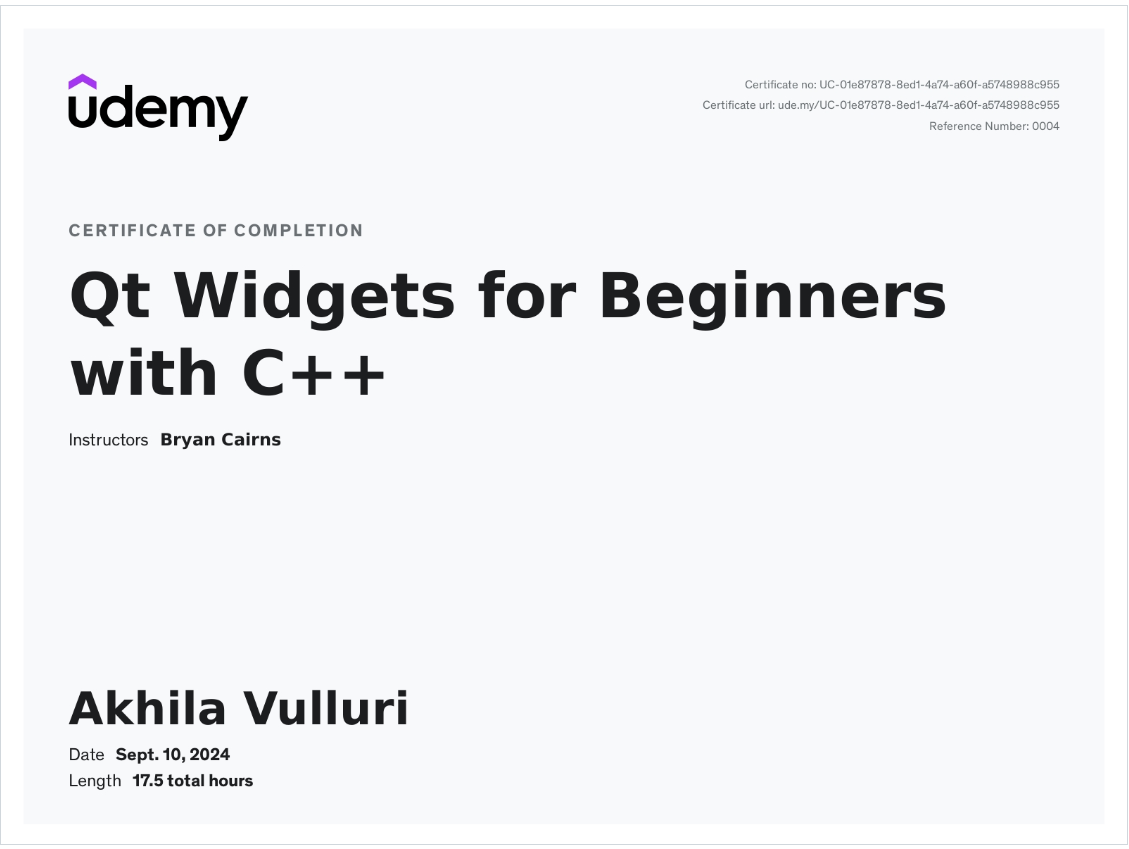 udemy
Certificate no: UC-01e87878-8ed1-4a74-a60f-a5748988c955
Certificate url: ude.my/UC-01e87878-8ed1-4a74-a60f-a5748988c955
Reference Number: 0004
CERTIFICATE OF COMPLETION
Qt Widgets for Beginners
with C++
Instructors Bryan Cairns
Akhila Vulluri
Date Sept. 10, 2024
Length 17.5 total hours